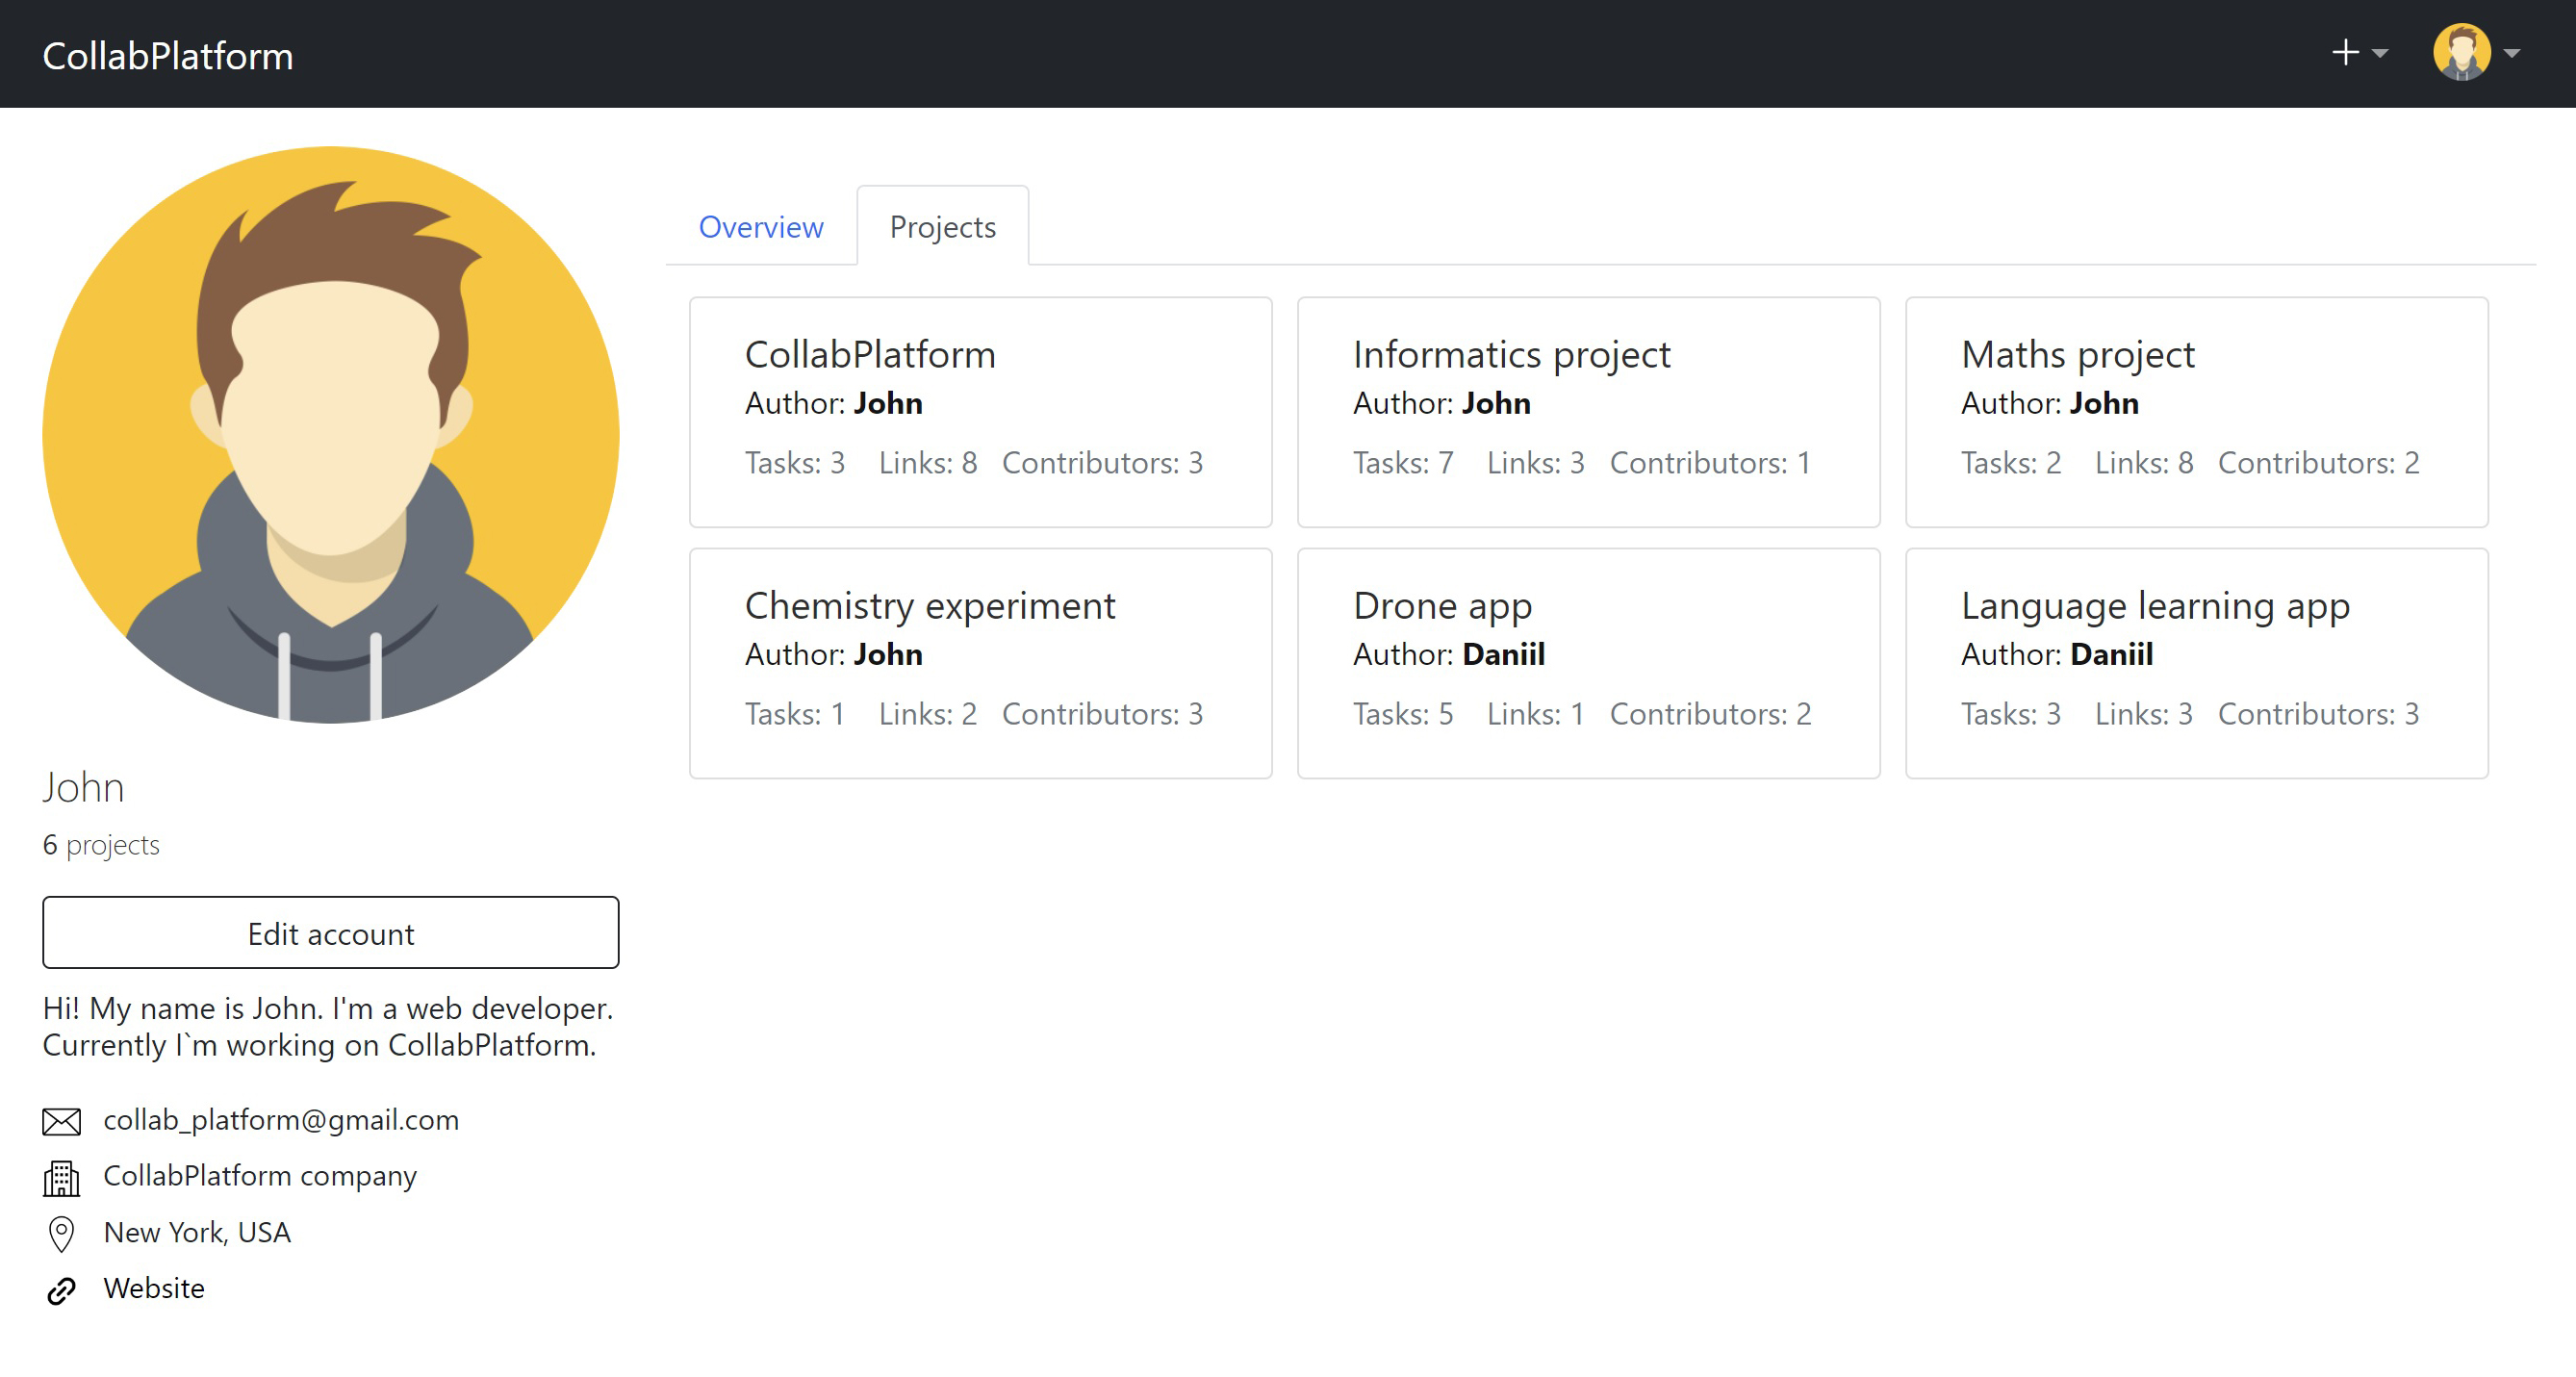 CollabPlatform
Overview
Projects
CollabPlatform
Author: John
Tasks: 3 Links: 8 Contributors: 3
Informatics project
Author: John
Tasks: 7 Links: 3 Contributors: 1
Maths project
Author: John
Tasks: 2 Links: 8 Contributors: 2
Chemistry experiment
Author: John
Tasks: 1 Links: 2 Contributors: 3
Drone app
Author: Daniil
Tasks: 5 Links: 1 Contributors: 2
Language learning app
Author: Daniil
Tasks: 3 Links: 3 Contributors: 3
John
6 projects
Edit account
Hi! My name is John. I'm a web developer.
Currently I`m working on CollabPlatform.
collab_platform@gmail.com
CollabPlatform company
New York, USA
Website